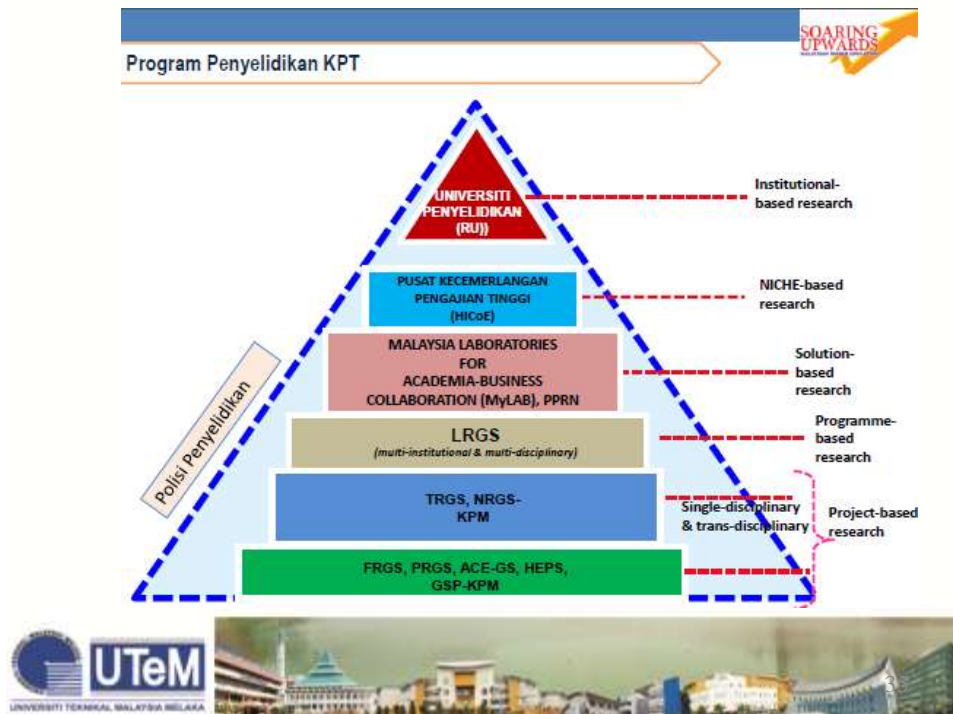 SOARING
UPWARDS
Program Penyelidikan KPT
UNIVERSITI
PENYELIDIKAN
(RU))
Institutional-
based research
PUSAT KECEMERLANGAN
PENGAJIAN TINGGI
(HICoE)
NICHE-based
research
MALAYSIA LABORATORIES
FOR
ACADEMIA-BUSINESS
COLLABORATION (MyLAB), PPRN
Solution-
based
research
Polisi Penyelidikan
LRGS
(multi-institutional & multi-disciplinary)
Programme-
based
research
TRGS, NRGS-
KPM
Single-disciplinary
& trans-disciplinary
Project-based
research
FRGS, PRGS, ACE-GS, HEPS,
GSP-KPM
UTeM
UNIVERSITI TEKNIKAL MALAYSIA MELAKA